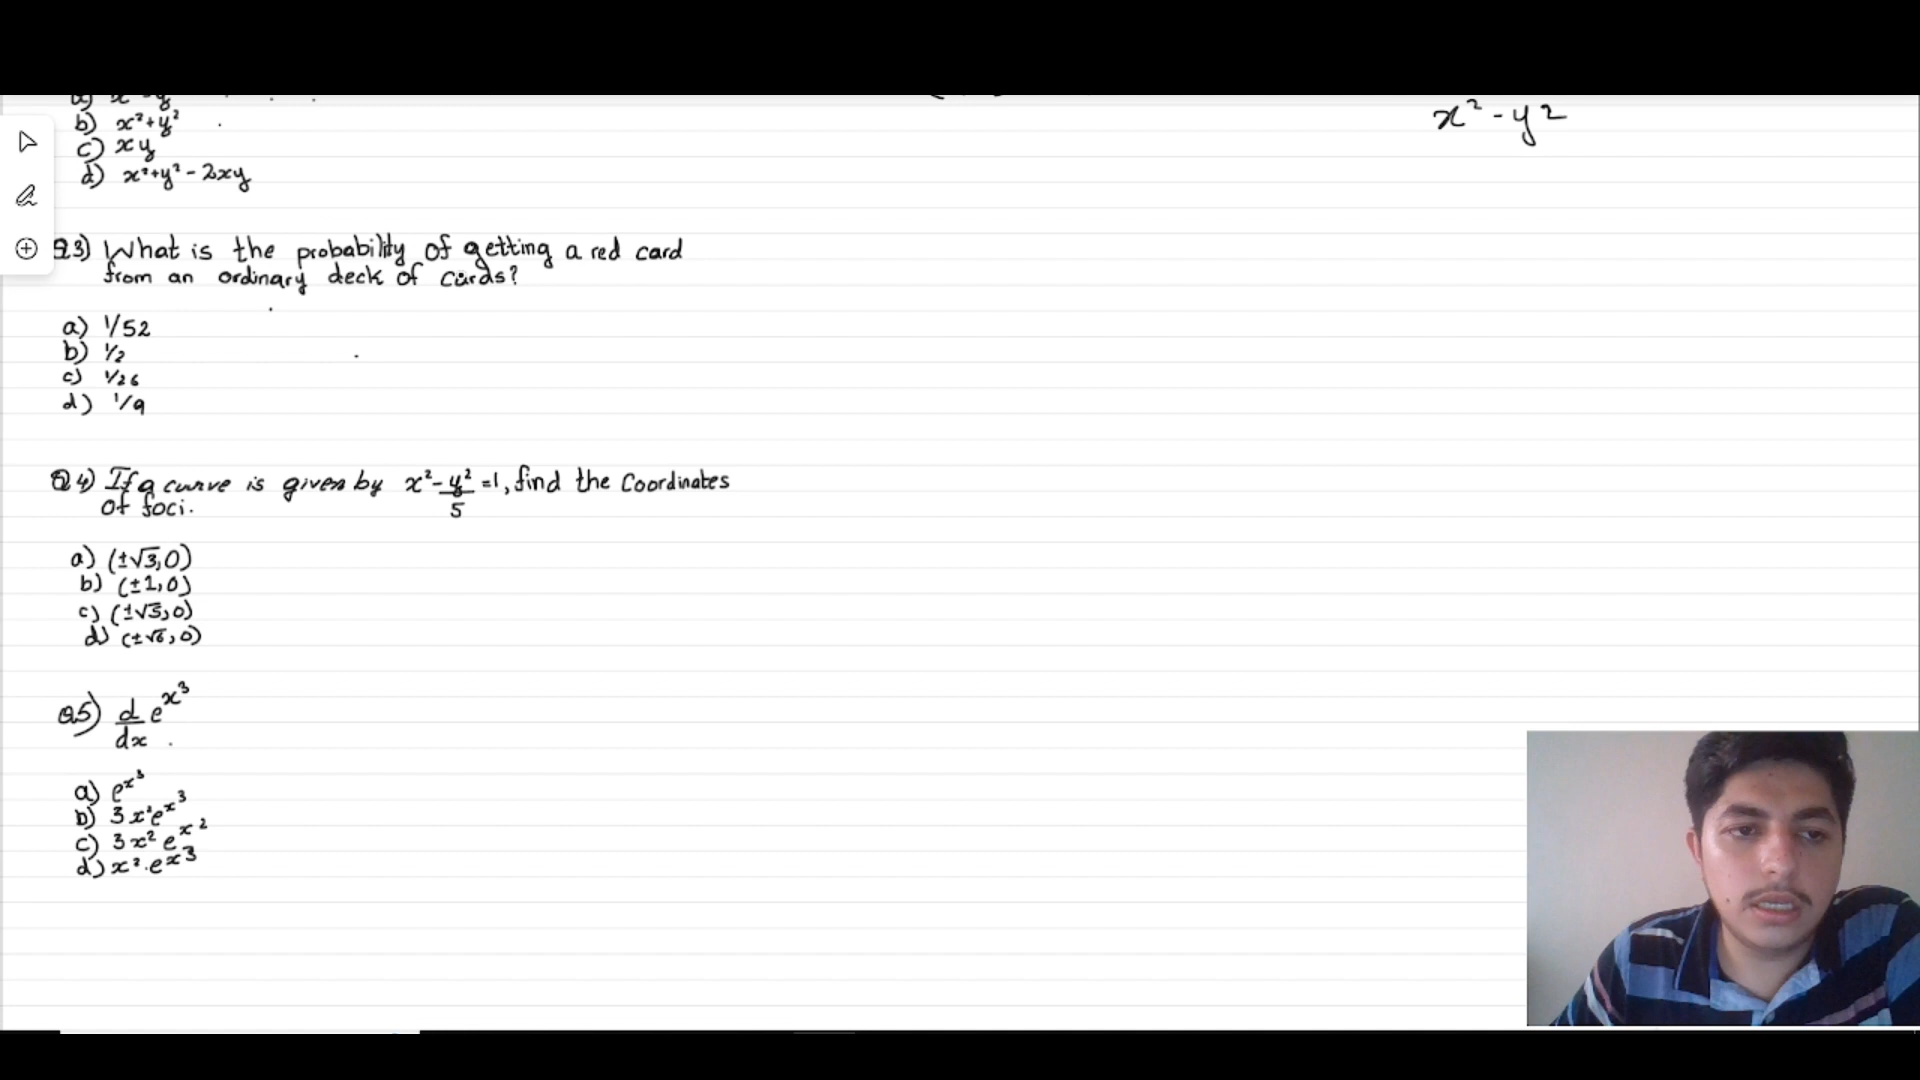 x² - y²
b) x²+y²
c) xy
d) x²+y² - 2xy
Q3) What is the probability of getting a red card
from an ordinary deck of cards?
a) 1/52
b) 1/2
c) 1/26
d) 1/9
Q4) If a curve is given by x² - y²/5 = 1, find the Coordinates
of foci.
a) (±√3,0)
b) (±1,0)
c) (±√3,0)
d) (±√6,0)
Q5) d/dx e^x³
a) e^x³
b) 3x²e^x³
c) 3x² e^x²
d) x². e^x³